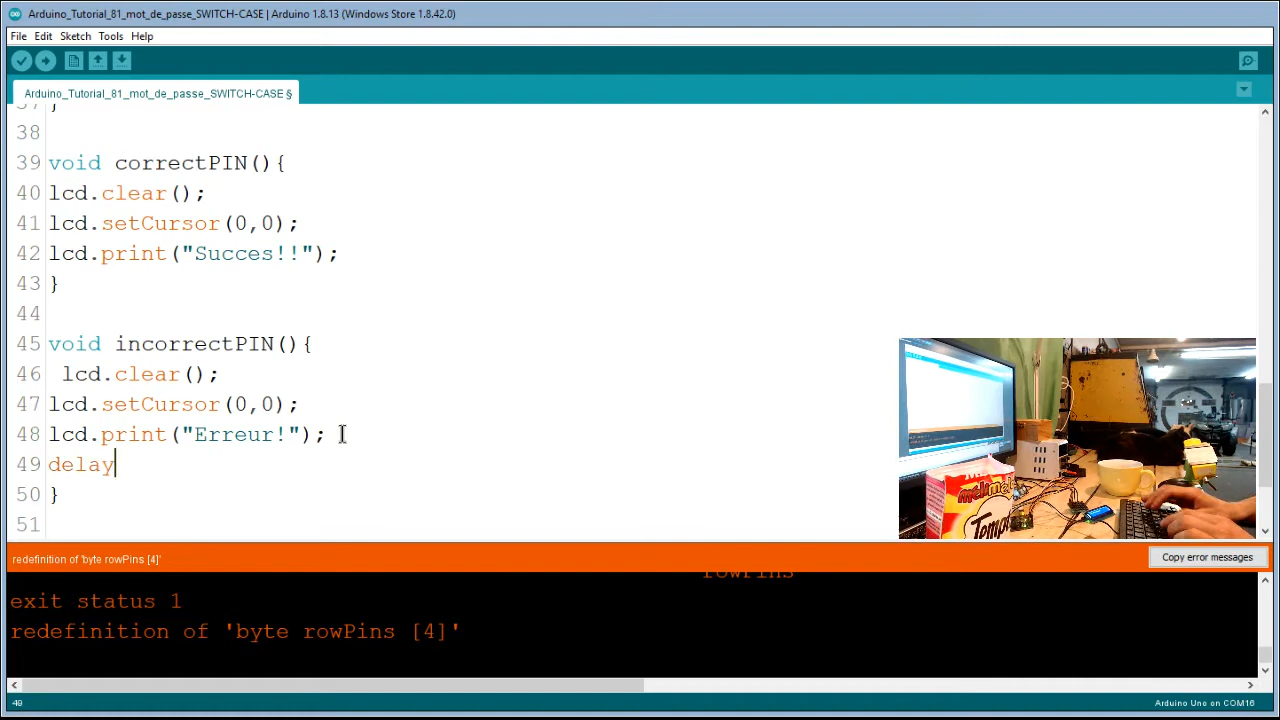 Arduino_Tutorial_81_mot_de_passe_SWITCH-CASE | Arduino 1.8.13 (Windows Store 1.8.42.0)
File Edit Sketch Tools Help
Arduino_Tutorial_81_mot_de_passe_SWITCH-CASE §
37 }
38
39 void correctPIN(){
40 lcd.clear();
41 lcd.setCursor(0,0);
42 lcd.print("Succes!!");
43 }
44
45 void incorrectPIN(){
46 lcd.clear();
47 lcd.setCursor(0,0);
48 lcd.print("Erreur!");
49 delay
50 }
51
redefinition of 'byte rowPins [4]'
Copy error messages
rowPins
exit status 1
redefinition of 'byte rowPins [4]'
49
Arduino Uno on COM16